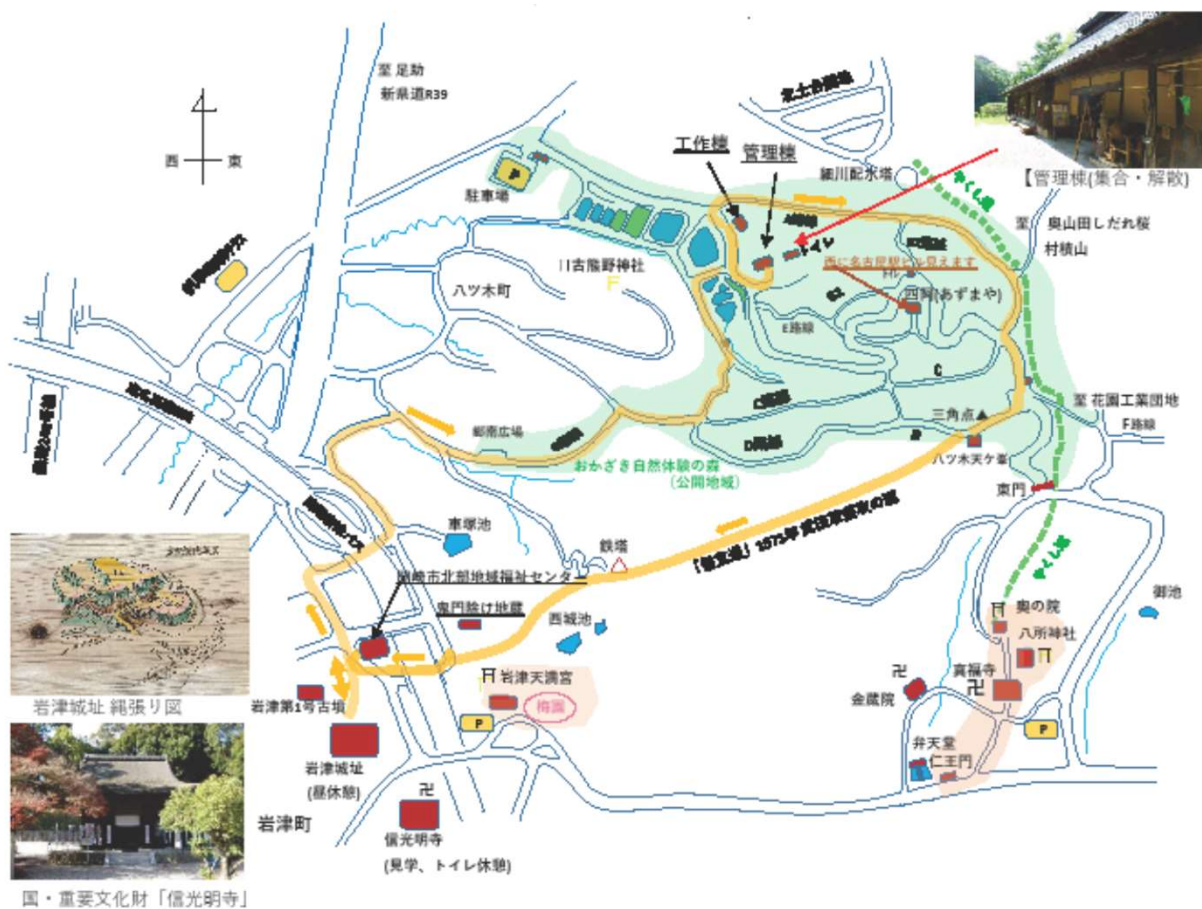 至 足助
新県道R39
西
東
駐車場
工作棟
管理棟
細川配水塔
【管理棟(集合・解散)
至 奥山田しだれ桜
村積山
トイレ
西に名古屋駅ビル見えます
四阿(あずまや)
E路線
日古熊野神社
八ツ木町
C
三角点▲
至 花園工業団地
F路線
八ツ木天ケ峯
東門
郷南広場
おかざき自然体験の森
(公開地域)
車塚池
鉄塔
岡崎市北部地域福祉センター
鬼門除け地蔵
西城池
奥の院
八所神社
御池
岩津天満宮
梅園
P
真福寺
金蔵院
弁天堂
仁王門
岩津城址 縄張り図
岩津第1号古墳
岩津城址
(昼休憩)
岩津町
信光明寺
(見学、トイレ休憩)
国・重要文化財「信光明寺」